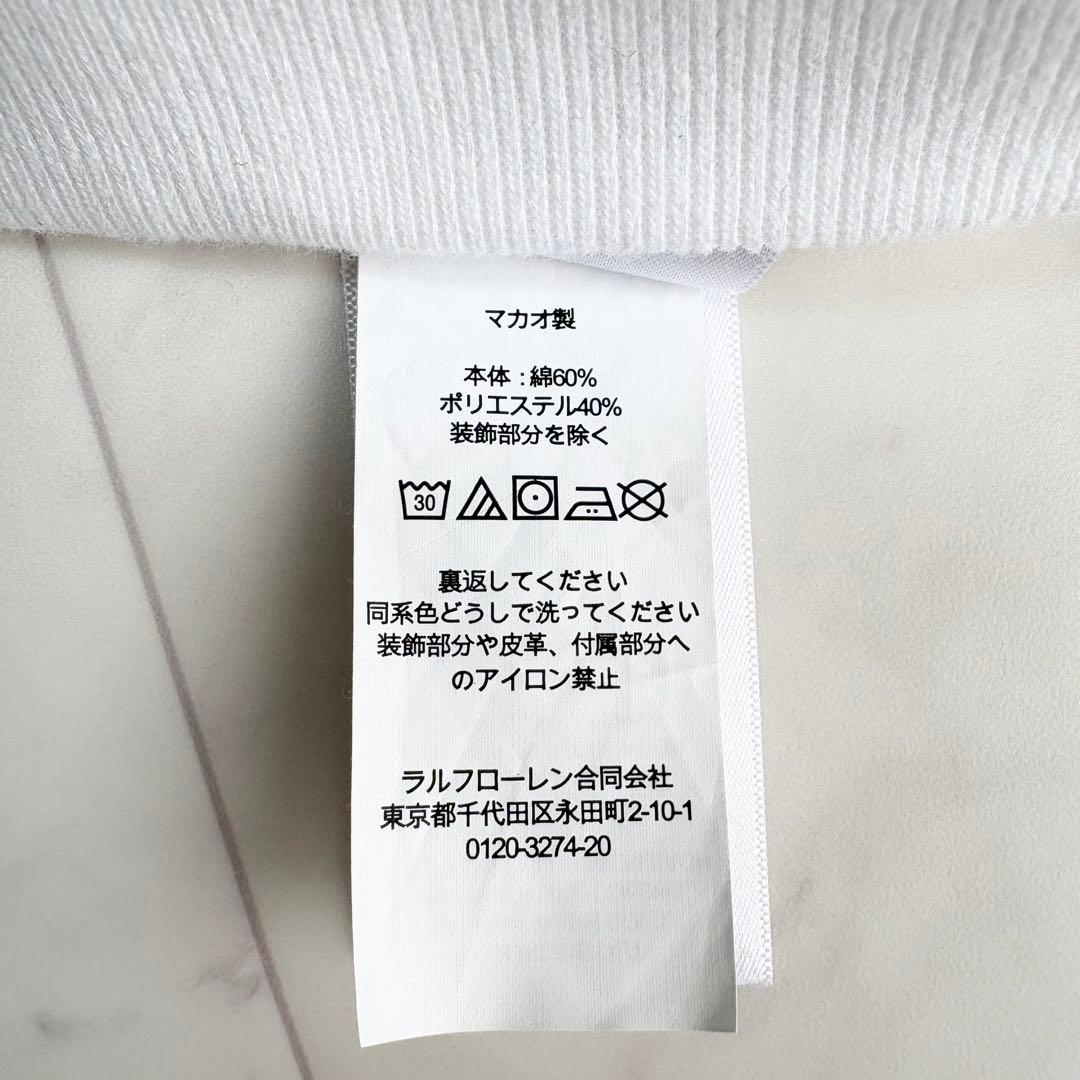 マカオ製
本体 : 綿60%
ポリエステル40%
装飾部分を除く
30
裏返してください
同系色どうしで洗ってください
装飾部分や皮革、付属部分へ
のアイロン禁止
ラルフローレン合同会社
東京都千代田区永田町2-10-1
0120-3274-20